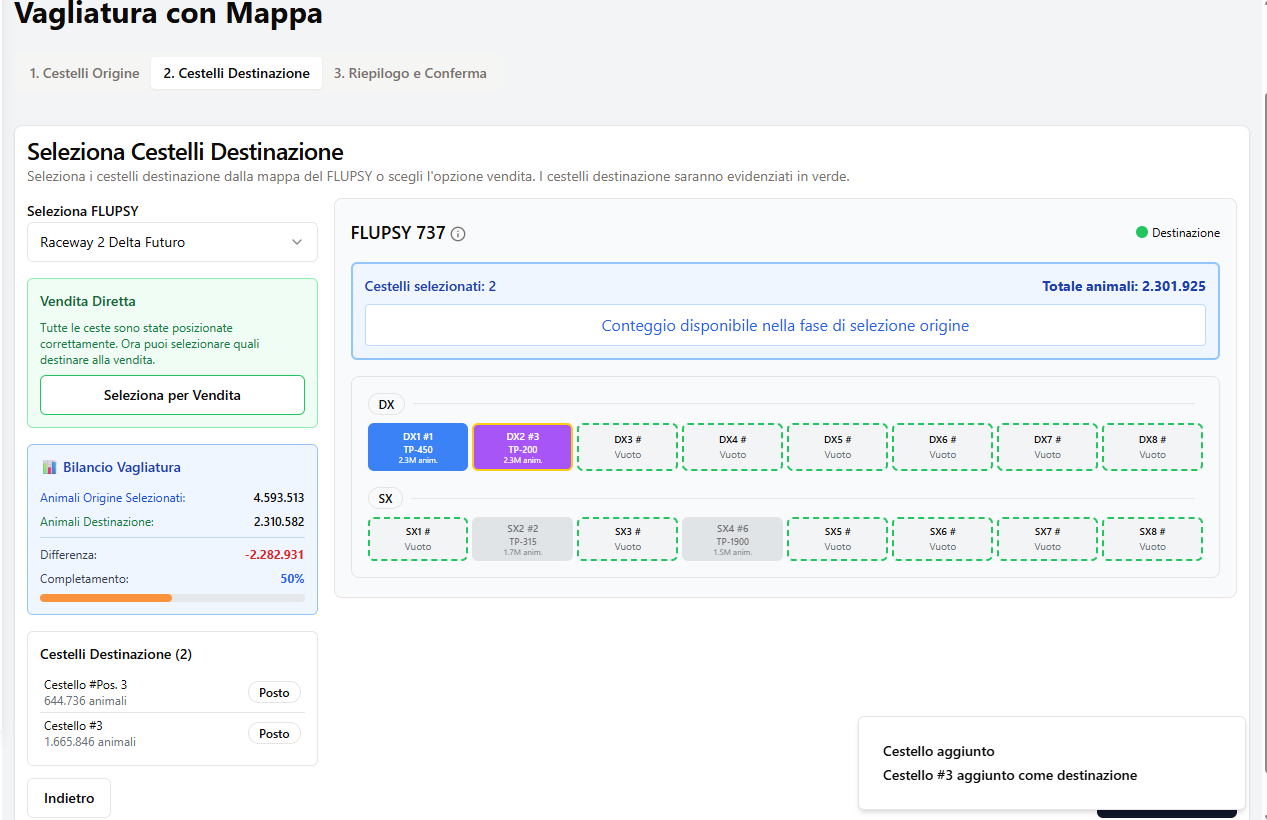 Vagliatura con Mappa
1. Cestelli Origine
2. Cestelli Destinazione
3. Riepilogo e Conferma
Seleziona Cestelli Destinazione
Seleziona i cestelli destinazione dalla mappa del FLUPSY o scegli l'opzione vendita. I cestelli destinazione saranno evidenziati in verde.
Seleziona FLUPSY
Raceway 2 Delta Futuro
Vendita Diretta
Tutte le ceste sono state posizionate
correttamente. Ora puoi selezionare quali
destinare alla vendita.
Seleziona per Vendita
Bilancio Vagliatura
Animali Origine Selezionati: 4.593.513
Animali Destinazione: 2.310.582
Differenza: -2.282.931
Completamento: 50%
Cestelli Destinazione (2)
Cestello #Pos. 3
644.736 animali
Posto
Cestello #3
1.665.846 animali
Posto
Indietro
FLUPSY 737
Destinazione
Cestelli selezionati: 2
Totale animali: 2.301.925
Conteggio disponibile nella fase di selezione origine
DX
DX1 #1
TP-450
2.3M anim.
DX2 #3
TP-200
2.3M anim.
DX3 #
Vuoto
DX4 #
Vuoto
DX5 #
Vuoto
DX6 #
Vuoto
DX7 #
Vuoto
DX8 #
Vuoto
SX
SX1 #
Vuoto
SX2 #2
TP-315
1.7M anim.
SX3 #
Vuoto
SX4 #6
TP-1900
1.5M anim.
SX5 #
Vuoto
SX6 #
Vuoto
SX7 #
Vuoto
SX8 #
Vuoto
Cestello aggiunto
Cestello #3 aggiunto come destinazione